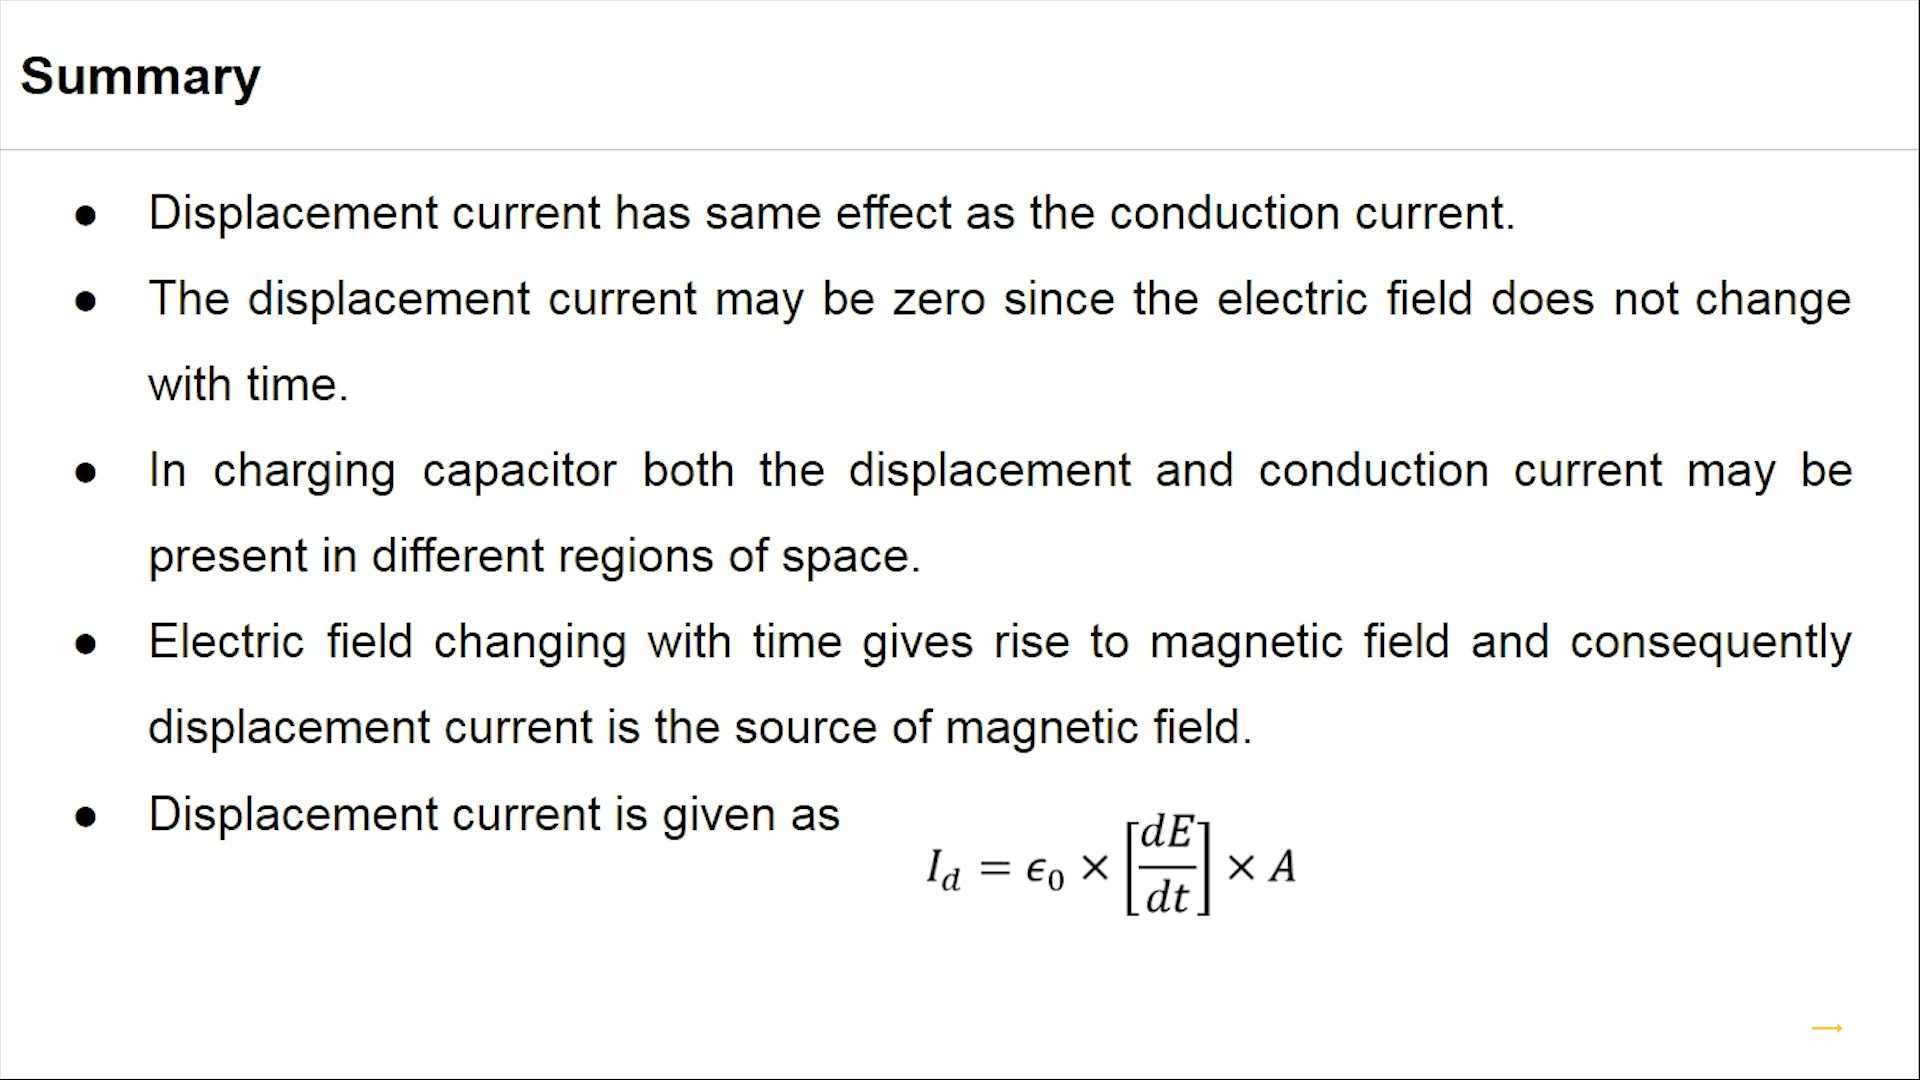 Summary
● Displacement current has same effect as the conduction current.
● The displacement current may be zero since the electric field does not change
with time.
● In charging capacitor both the displacement and conduction current may be
present in different regions of space.
● Electric field changing with time gives rise to magnetic field and consequently
displacement current is the source of magnetic field.
● Displacement current is given as
I_d = ϵ_0 × [dE/dt] × A